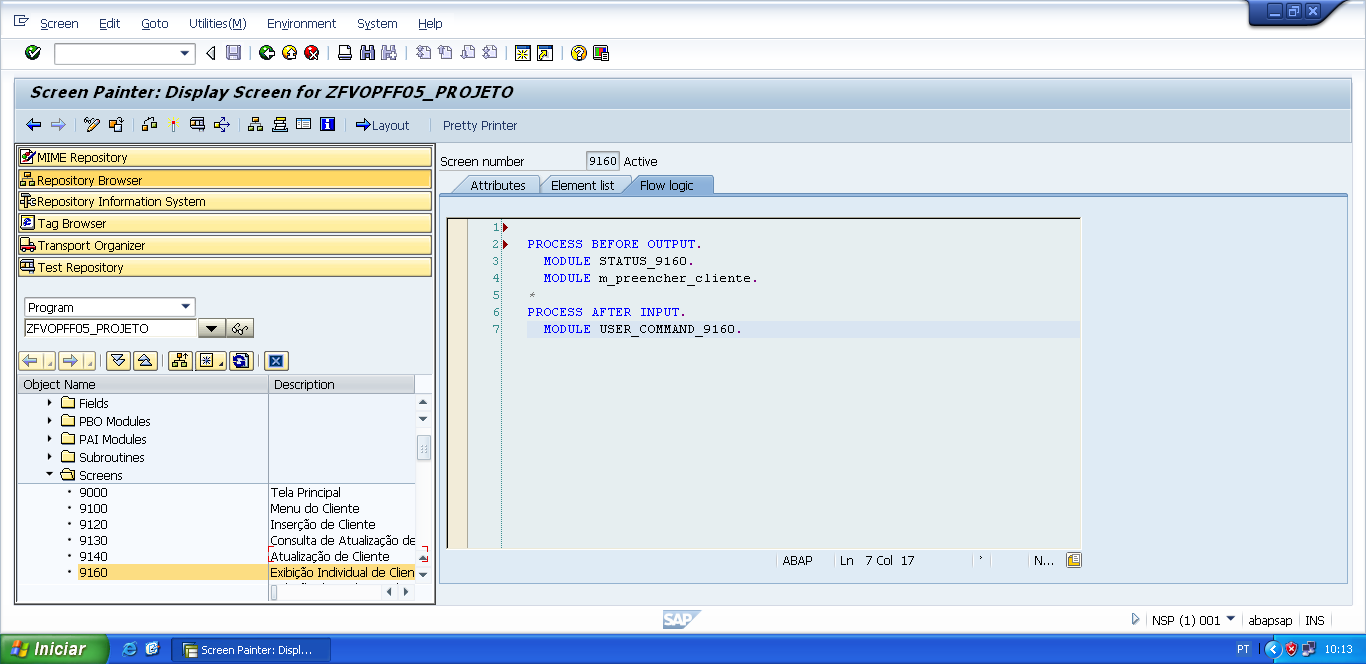 Screen Edit Goto Utilities(M) Environment System Help
Screen Painter: Display Screen for ZFVOPFF05_PROJETO
Layout Pretty Printer
MIME Repository
Repository Browser
Repository Information System
Tag Browser
Transport Organizer
Test Repository
Program
ZFVOPFF05_PROJETO
Object Name Description
Fields
PBO Modules
PAI Modules
Subroutines
Screens
9000 Tela Principal
9100 Menu do Cliente
9120 Inserção de Cliente
9130 Consulta de Atualização de
9140 Atualização de Cliente
9160 Exibição Individual de Clien
Screen number 9160 Active
Attributes Element list Flow logic
1
2 PROCESS BEFORE OUTPUT.
3 MODULE STATUS_9160.
4 MODULE m_preencher_cliente.
5 *
6 PROCESS AFTER INPUT.
7 MODULE USER_COMMAND_9160.
ABAP Ln 7 Col 17 N...
SAP
NSP (1) 001 abapsap INS
Iniciar Screen Painter: Displ... PT 10:13